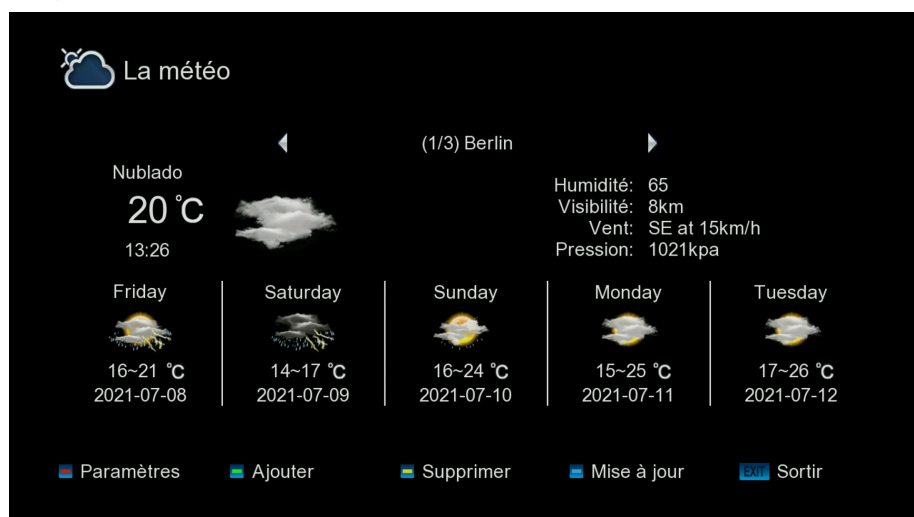 La météo
(1/3) Berlin
Nublado
20 °C
13:26
Humidité: 65
Visibilité: 8km
Vent: SE at 15km/h
Pression: 1021kpa
Friday Saturday Sunday Monday Tuesday
16~21 °C 14~17 °C 16~24 °C 15~25 °C 17~26 °C
2021-07-08 2021-07-09 2021-07-10 2021-07-11 2021-07-12
Paramètres Ajouter Supprimer Mise à jour EXIT Sortir